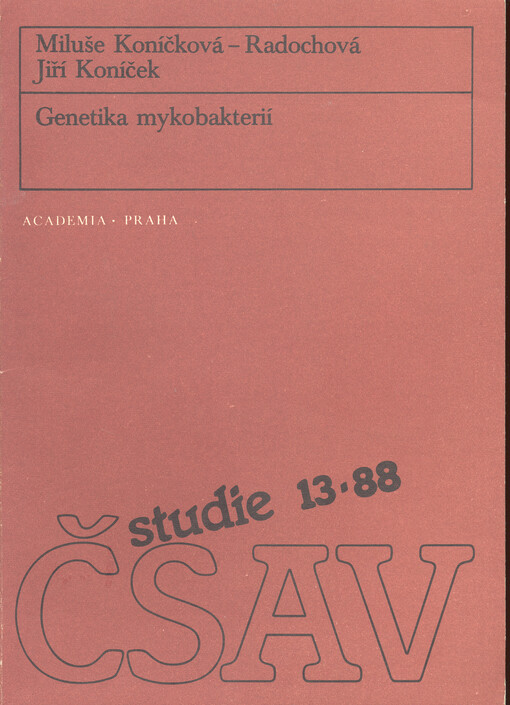 Miluše Koníčková – Radochová
Jiří Koníček
Genetika mykobakterií
ACADEMIA · PRAHA
studie 13·88
ČSAV